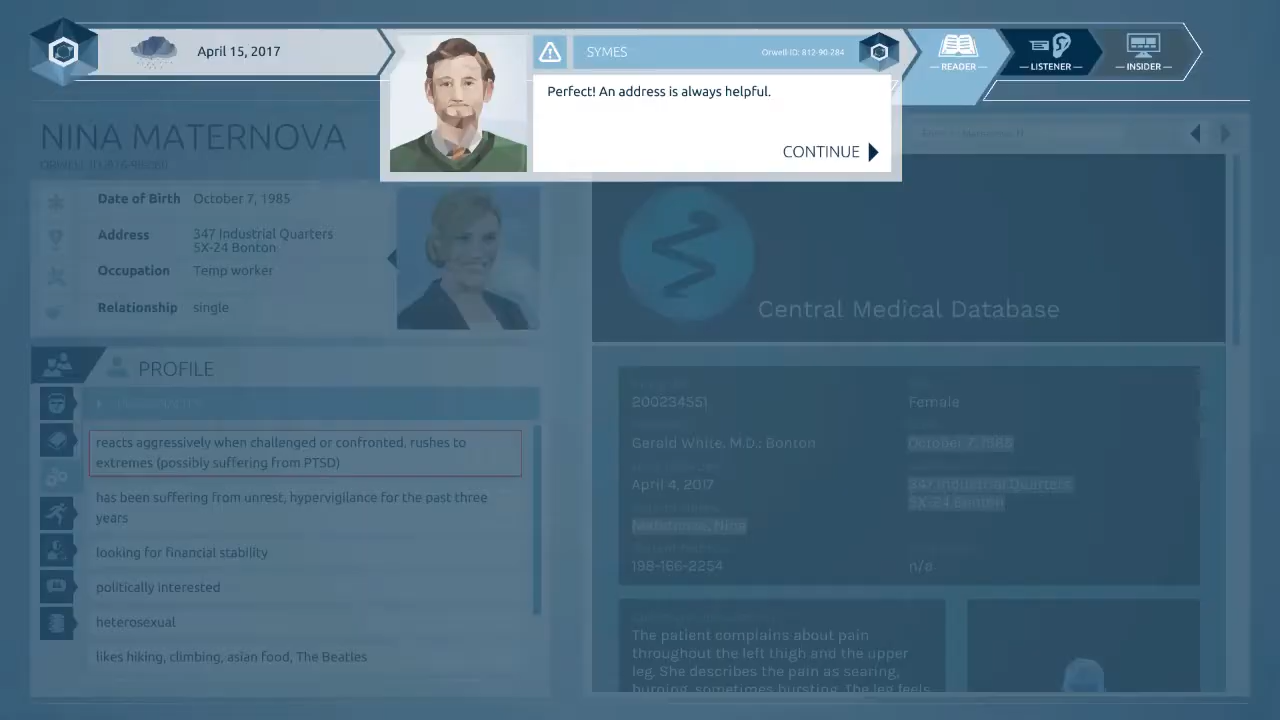 April 15, 2017
SYMES
Orwell ID: 812-90-284
Perfect! An address is always helpful.
CONTINUE
READER
LISTENER
INSIDER
NINA MATERNOVA
Date of Birth October 7, 1985
Address 347 Industrial Quarters
SX-24 Bonton
Occupation Temp worker
Relationship single
PROFILE
reacts aggressively when challenged or confronted, rushes to
extremes (possibly suffering from PTSD)
has been suffering from unrest, hypervigilance for the past three
years
looking for financial stability
politically interested
heterosexual
likes hiking, climbing, asian food, The Beatles
Central Medical Database
200234551
Female
Gerald White, M.D.; Bonton
October 7, 1985
April 4, 2017
347 Industrial Quarters
SX-24 Bonton
Maternova, Nina
198-166-2254
n/a
The patient complains about pain
throughout the left thigh and the upper
leg. She describes the pain as searing,
burning, sometimes bursting. The leg feels